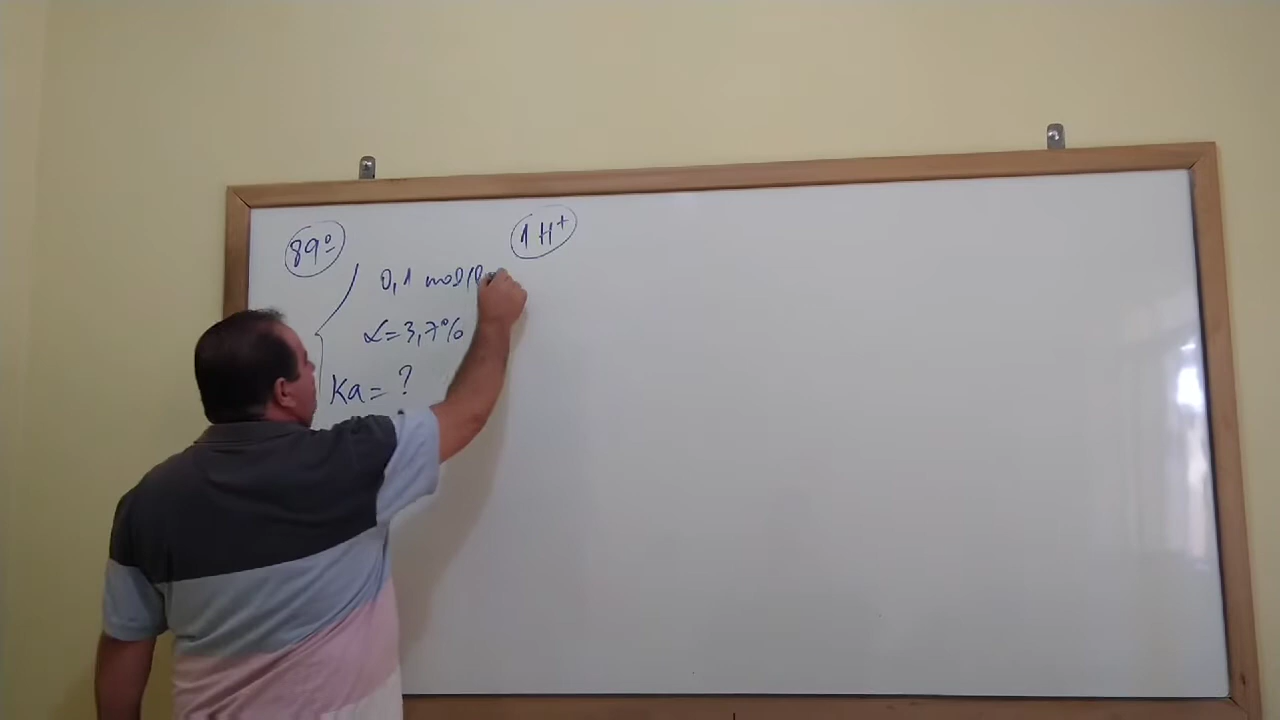 89º
1 H+
0,1 mol/l
α=3,7%
Ka= ?